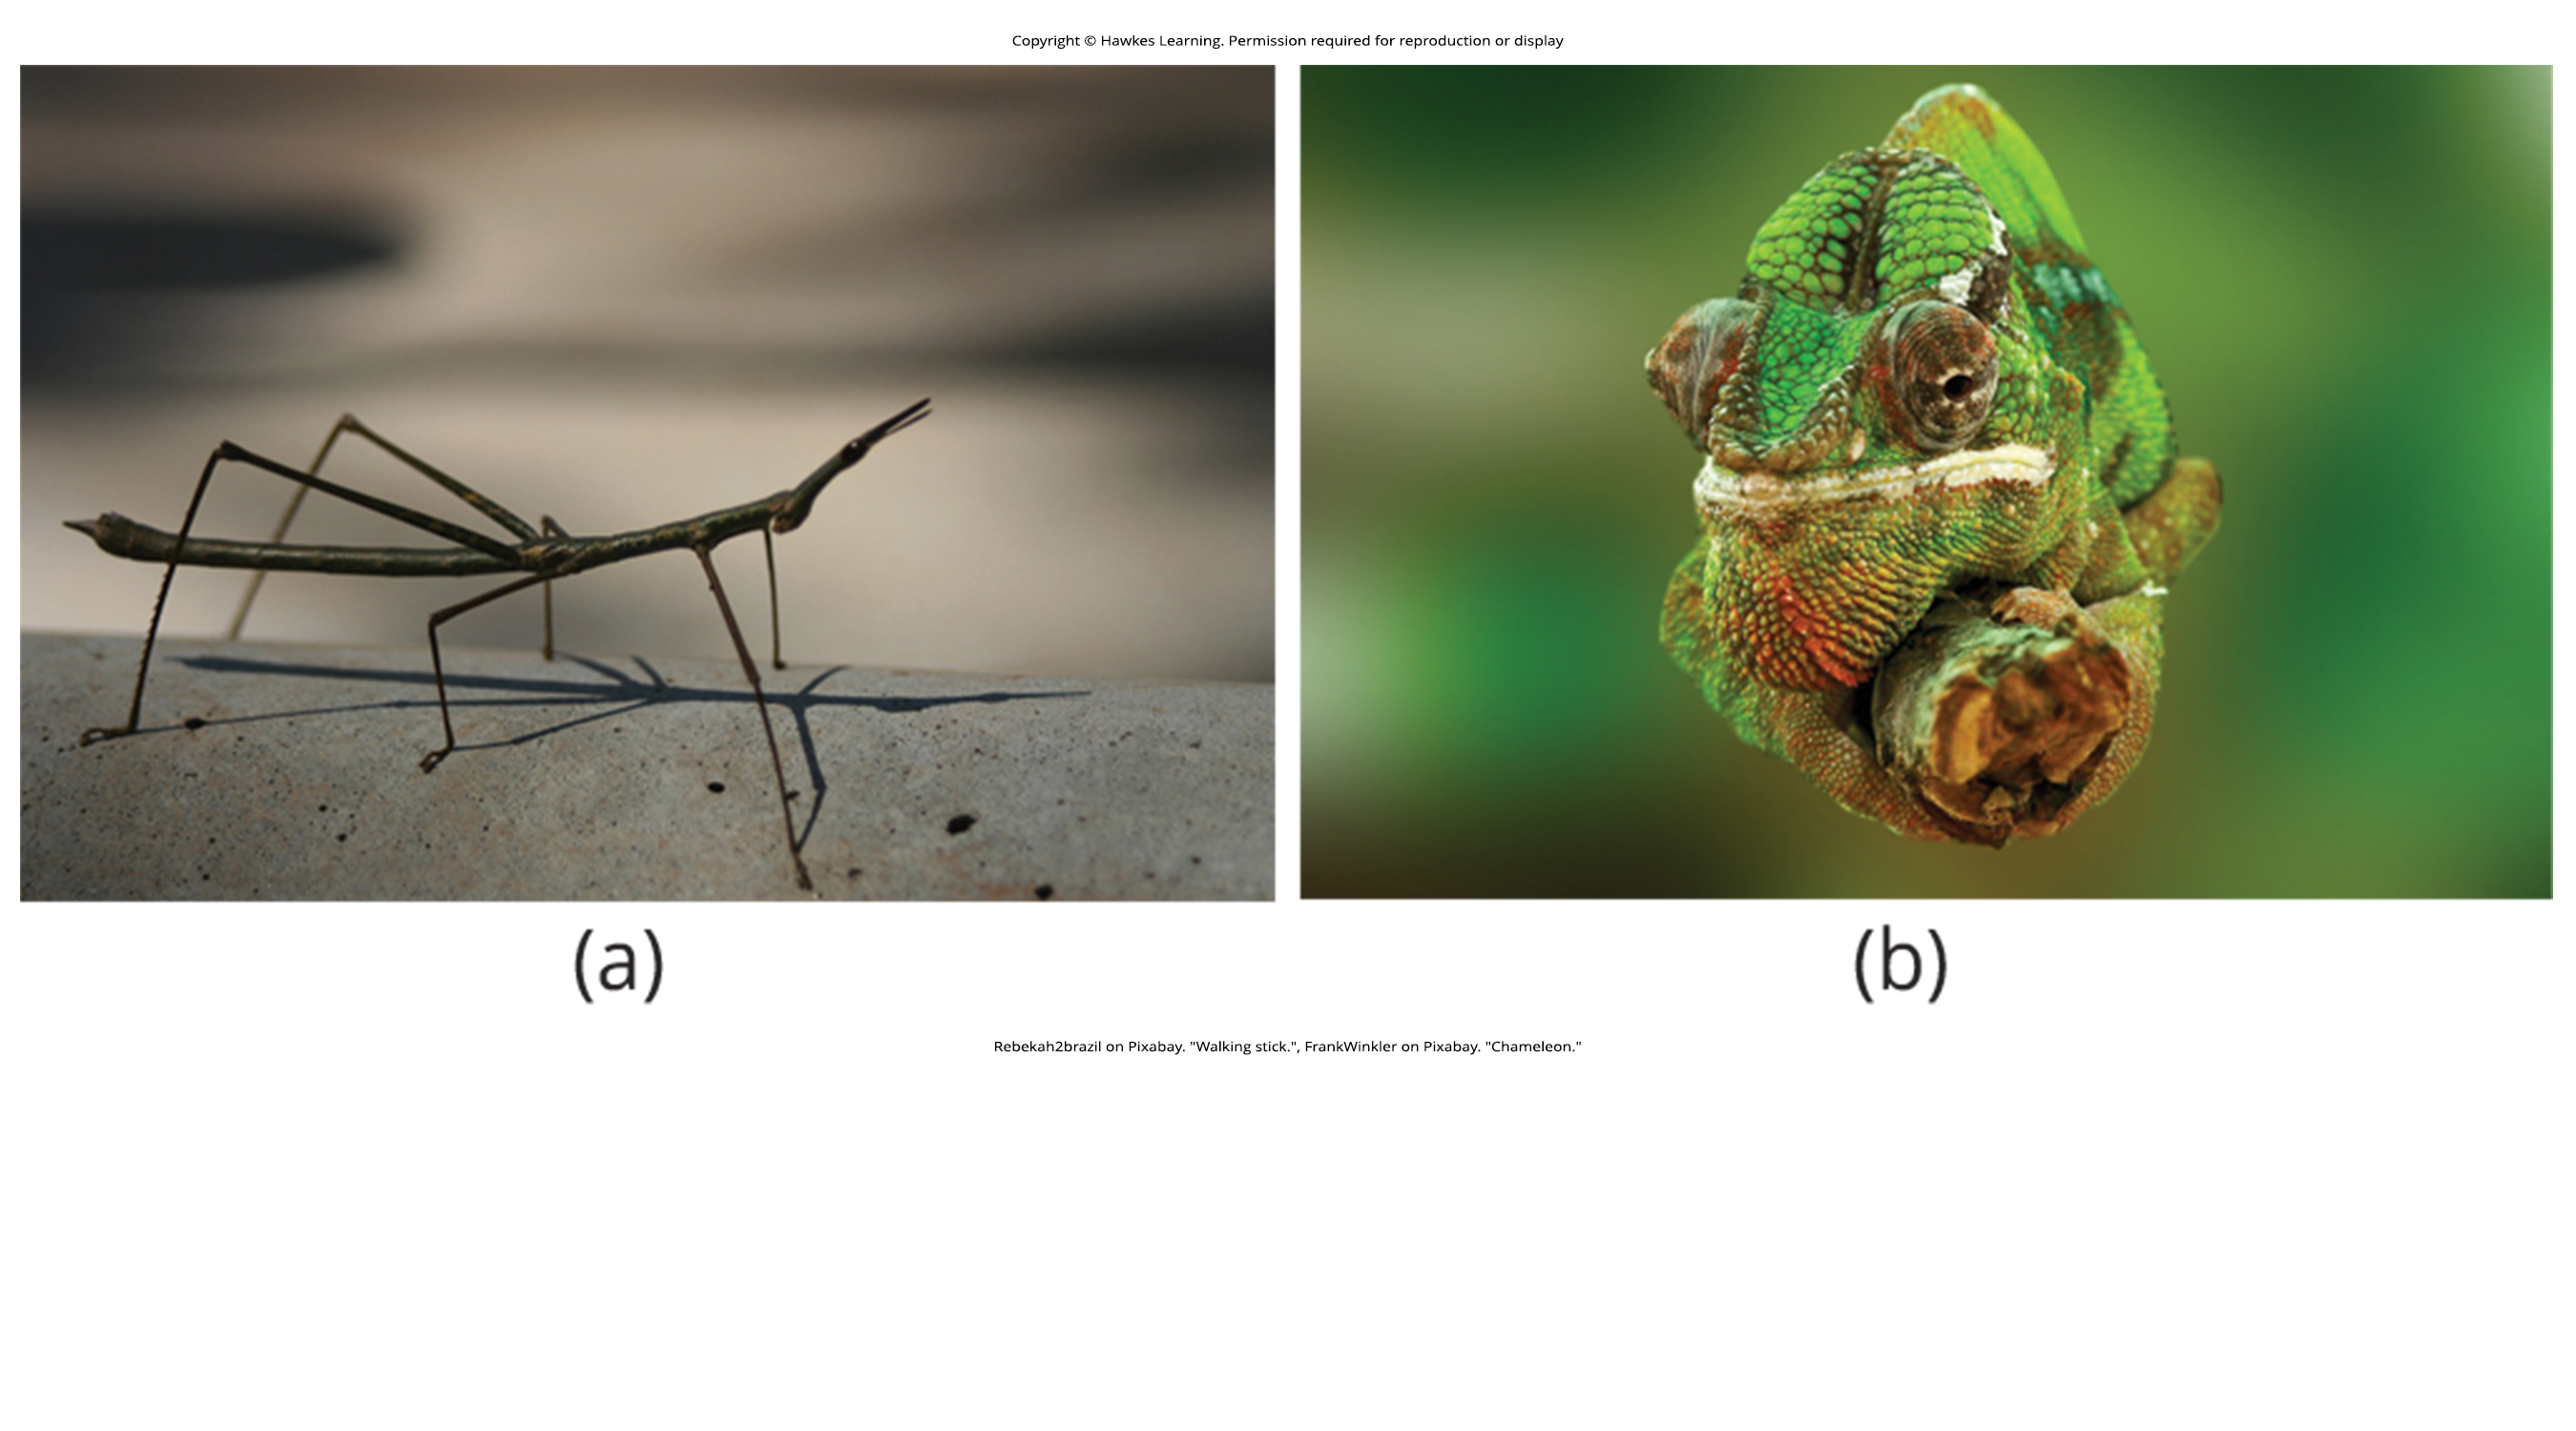 Copyright © Hawkes Learning. Permission required for reproduction or display
(a)
(b)
Rebekah2brazil on Pixabay. "Walking stick.", FrankWinkler on Pixabay. "Chameleon."